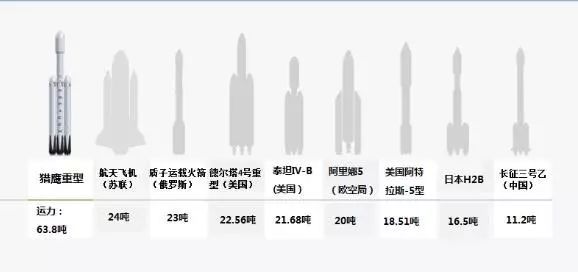 猎鹰重型
航天飞机
（苏联）
质子运载火箭
（俄罗斯）
德尔塔4号重
型（美国）
泰坦IV-B
（美国）
阿里娜5
（欧空局）
美国阿特
拉斯-5型
日本H2B
长征三号乙
（中国）
运力：
63.8吨
24吨
23吨
22.56吨
21.68吨
20吨
18.51吨
16.5吨
11.2吨